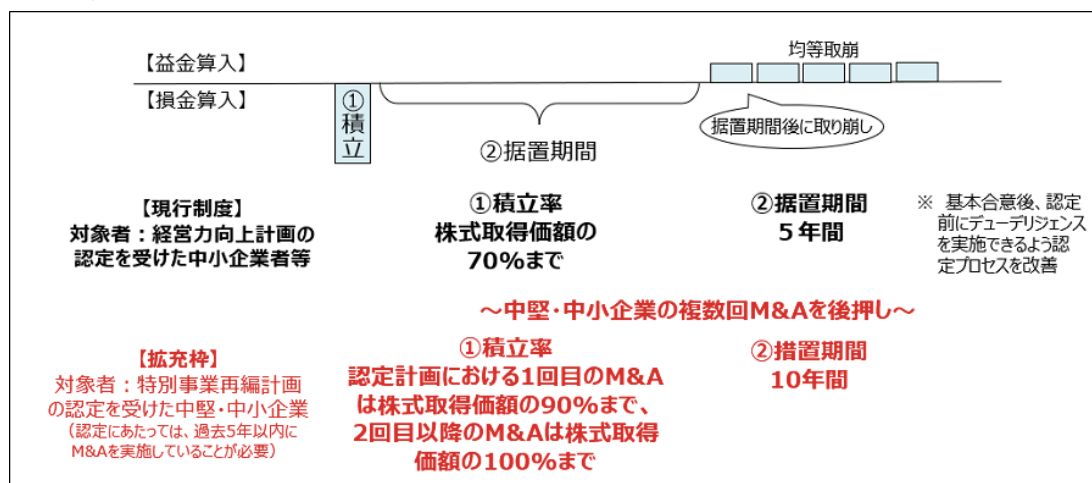 【益金算入】
均等取崩
【損金算入】
①積立
据置期間後に取り崩し
②据置期間
【現行制度】
対象者：経営力向上計画の
認定を受けた中小企業者等
①積立率
株式取得価額の
70％まで
②据置期間
５年間
※ 基本合意後、認定
前にデューデリジェンス
を実施できるよう認
定プロセスを改善
～中堅・中小企業の複数回M&Aを後押し～
【拡充枠】
対象者：特別事業再編計画
の認定を受けた中堅・中小企業
（認定にあたっては、過去5年以内に
M&Aを実施していることが必要）
①積立率
認定計画における1回目のM&A
は株式取得価額の90％まで、
2回目以降のM&Aは株式取得
価額の100％まで
②措置期間
10年間